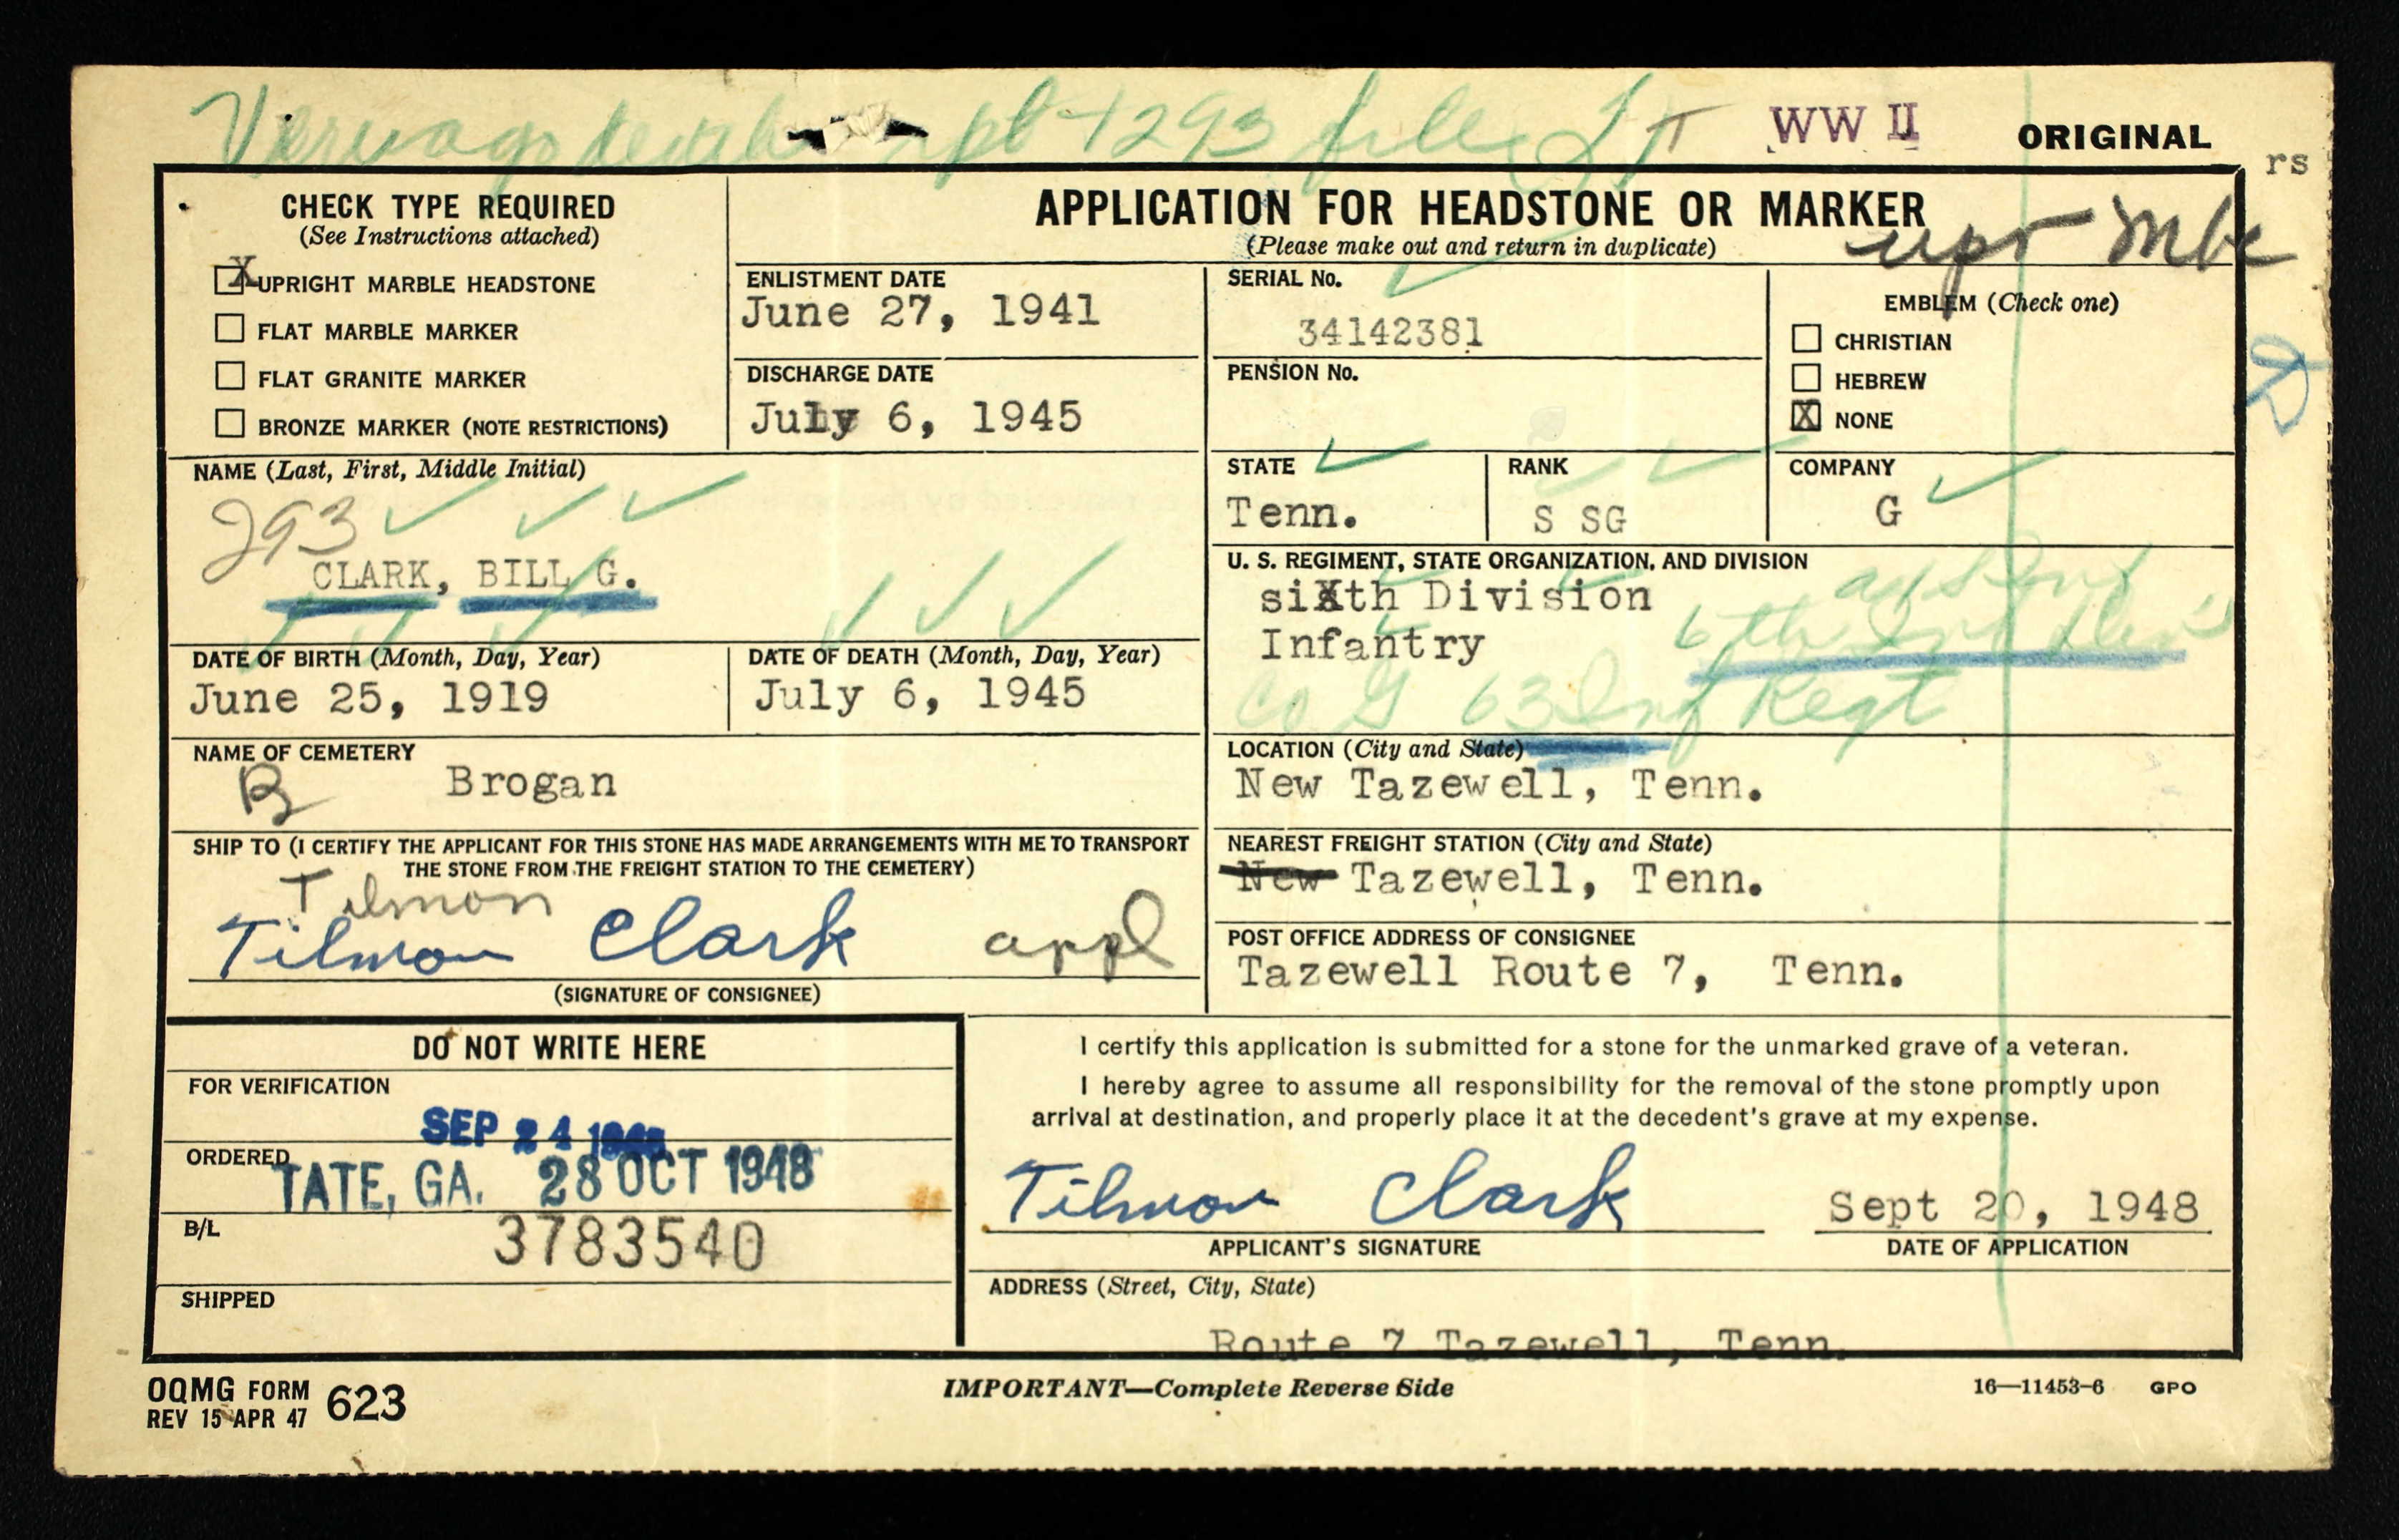 293 file
WW II
ORIGINAL
rs
CHECK TYPE REQUIRED
(See Instructions attached)
X UPRIGHT MARBLE HEADSTONE
FLAT MARBLE MARKER
FLAT GRANITE MARKER
BRONZE MARKER (NOTE RESTRICTIONS)
APPLICATION FOR HEADSTONE OR MARKER
(Please make out and return in duplicate)
upr Mbe
ENLISTMENT DATE
June 27, 1941
DISCHARGE DATE
July 6, 1945
SERIAL No.
34142381
PENSION No.
EMBLEM (Check one)
CHRISTIAN
HEBREW
X NONE
NAME (Last, First, Middle Initial)
293
CLARK, BILL G.
STATE
Tenn.
RANK
S SG
COMPANY
G
U. S. REGIMENT, STATE ORGANIZATION, AND DIVISION
sixth Division
Infantry
6th Inf Div
Co G 63 Inf Regt
DATE OF BIRTH (Month, Day, Year)
June 25, 1919
DATE OF DEATH (Month, Day, Year)
July 6, 1945
NAME OF CEMETERY
B Brogan
LOCATION (City and State)
New Tazewell, Tenn.
SHIP TO (I CERTIFY THE APPLICANT FOR THIS STONE HAS MADE ARRANGEMENTS WITH ME TO TRANSPORT
THE STONE FROM THE FREIGHT STATION TO THE CEMETERY)
Tilmon
Tilmon Clark appl
(SIGNATURE OF CONSIGNEE)
NEAREST FREIGHT STATION (City and State)
New Tazewell, Tenn.
POST OFFICE ADDRESS OF CONSIGNEE
Tazewell Route 7, Tenn.
DO NOT WRITE HERE
FOR VERIFICATION
SEP 24 1948
ORDERED
TATE, GA. 28 OCT 1948
B/L
3783540
SHIPPED
I certify this application is submitted for a stone for the unmarked grave of a veteran.
I hereby agree to assume all responsibility for the removal of the stone promptly upon
arrival at destination, and properly place it at the decedent's grave at my expense.
Tilmon Clark
Sept 20, 1948
APPLICANT'S SIGNATURE
DATE OF APPLICATION
ADDRESS (Street, City, State)
Route 7 Tazewell, Tenn.
OQMG FORM 623
REV 15 APR 47
IMPORTANT—Complete Reverse Side
16—11453-6 GPO